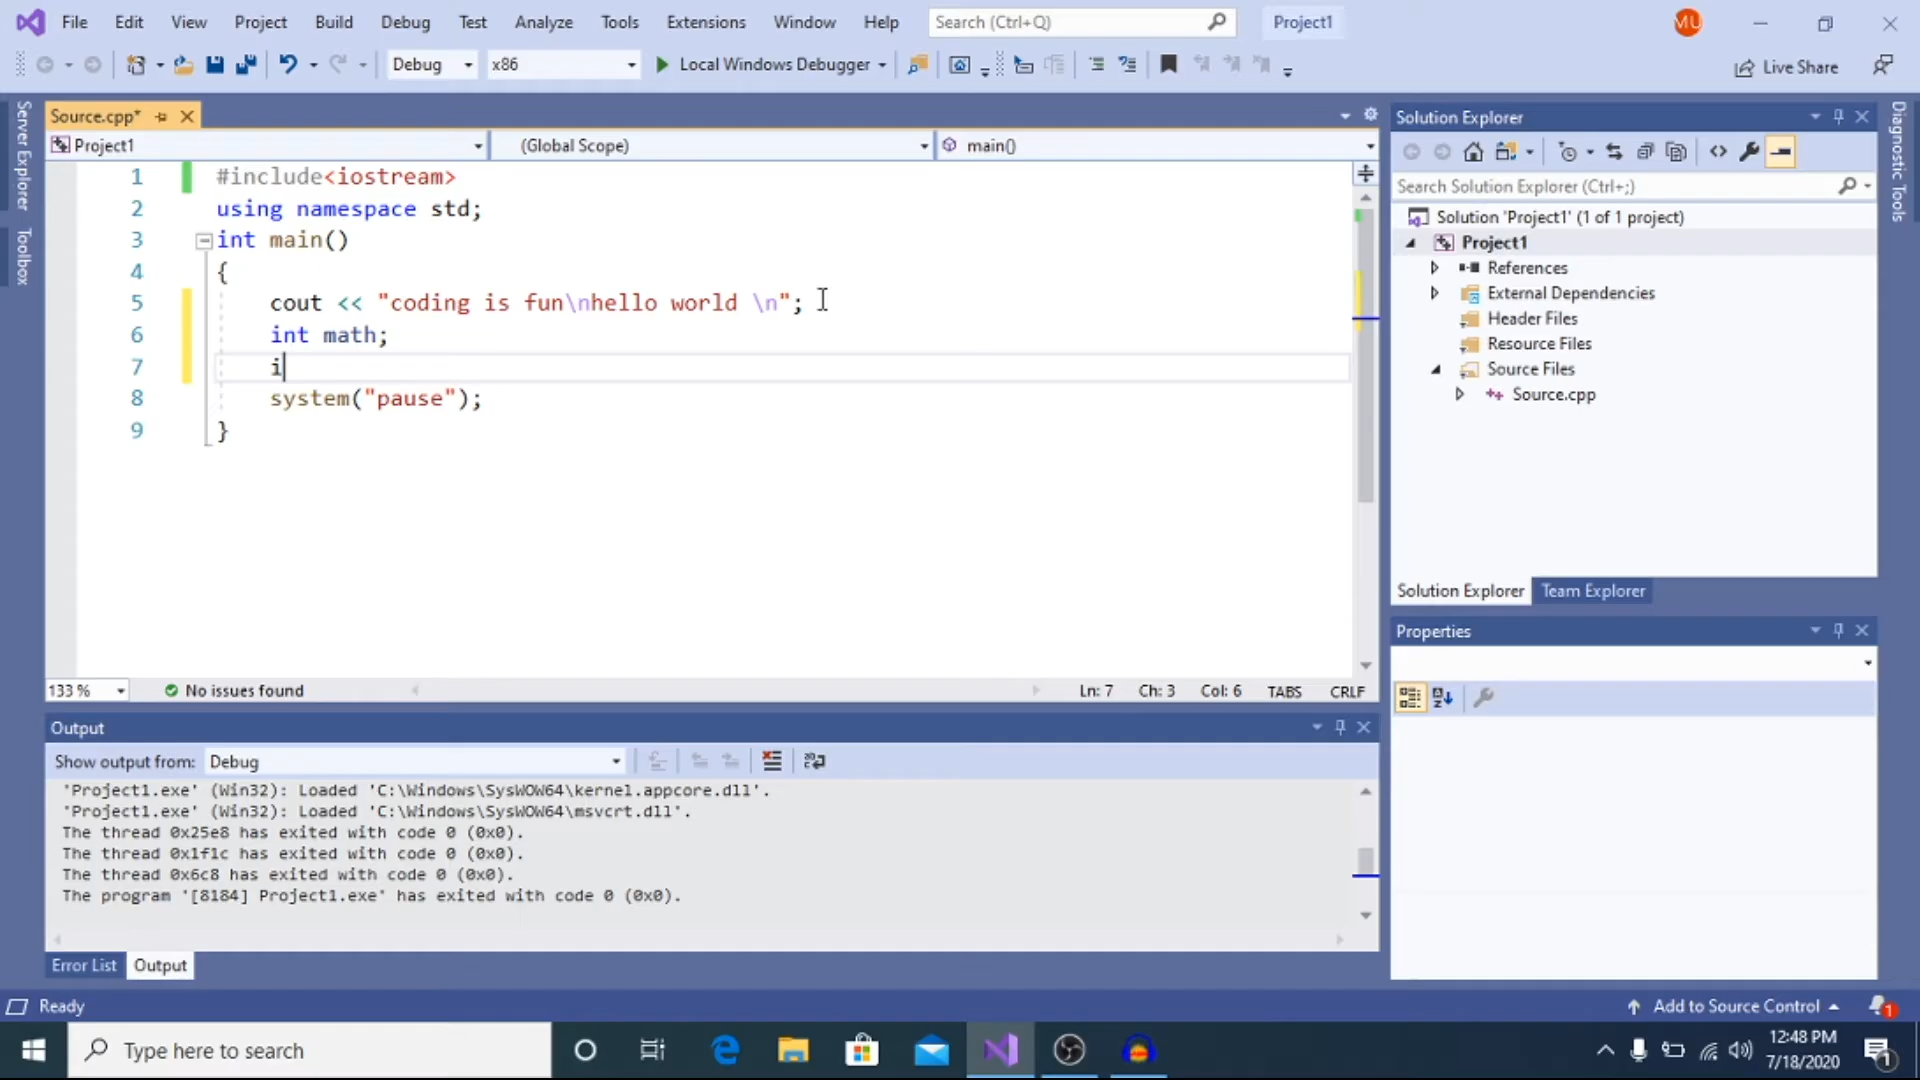 File Edit View Project Build Debug Test Analyze Tools Extensions Window Help Search (Ctrl+Q) Project1 MU
Debug x86 Local Windows Debugger Live Share
Server Explorer
Toolbox
Source.cpp*
Project1 (Global Scope) main()
1 #include<iostream>
2 using namespace std;
3 int main()
4 {
5 cout << "coding is fun\nhello world \n";
6 int math;
7 i
8 system("pause");
9 }
133 % No issues found Ln: 7 Ch: 3 Col: 6 TABS CRLF
Output
Show output from: Debug
'Project1.exe' (Win32): Loaded 'C:\Windows\SysWOW64\kernel.appcore.dll'.
'Project1.exe' (Win32): Loaded 'C:\Windows\SysWOW64\msvcrt.dll'.
The thread 0x25e8 has exited with code 0 (0x0).
The thread 0x1f1c has exited with code 0 (0x0).
The thread 0x6c8 has exited with code 0 (0x0).
The program '[8184] Project1.exe' has exited with code 0 (0x0).
Error List Output
Solution Explorer
Search Solution Explorer (Ctrl+;)
Solution 'Project1' (1 of 1 project)
Project1
References
External Dependencies
Header Files
Resource Files
Source Files
Source.cpp
Solution Explorer Team Explorer
Properties
Diagnostic Tools
Ready Add to Source Control 1
Type here to search
12:48 PM
7/18/2020
1